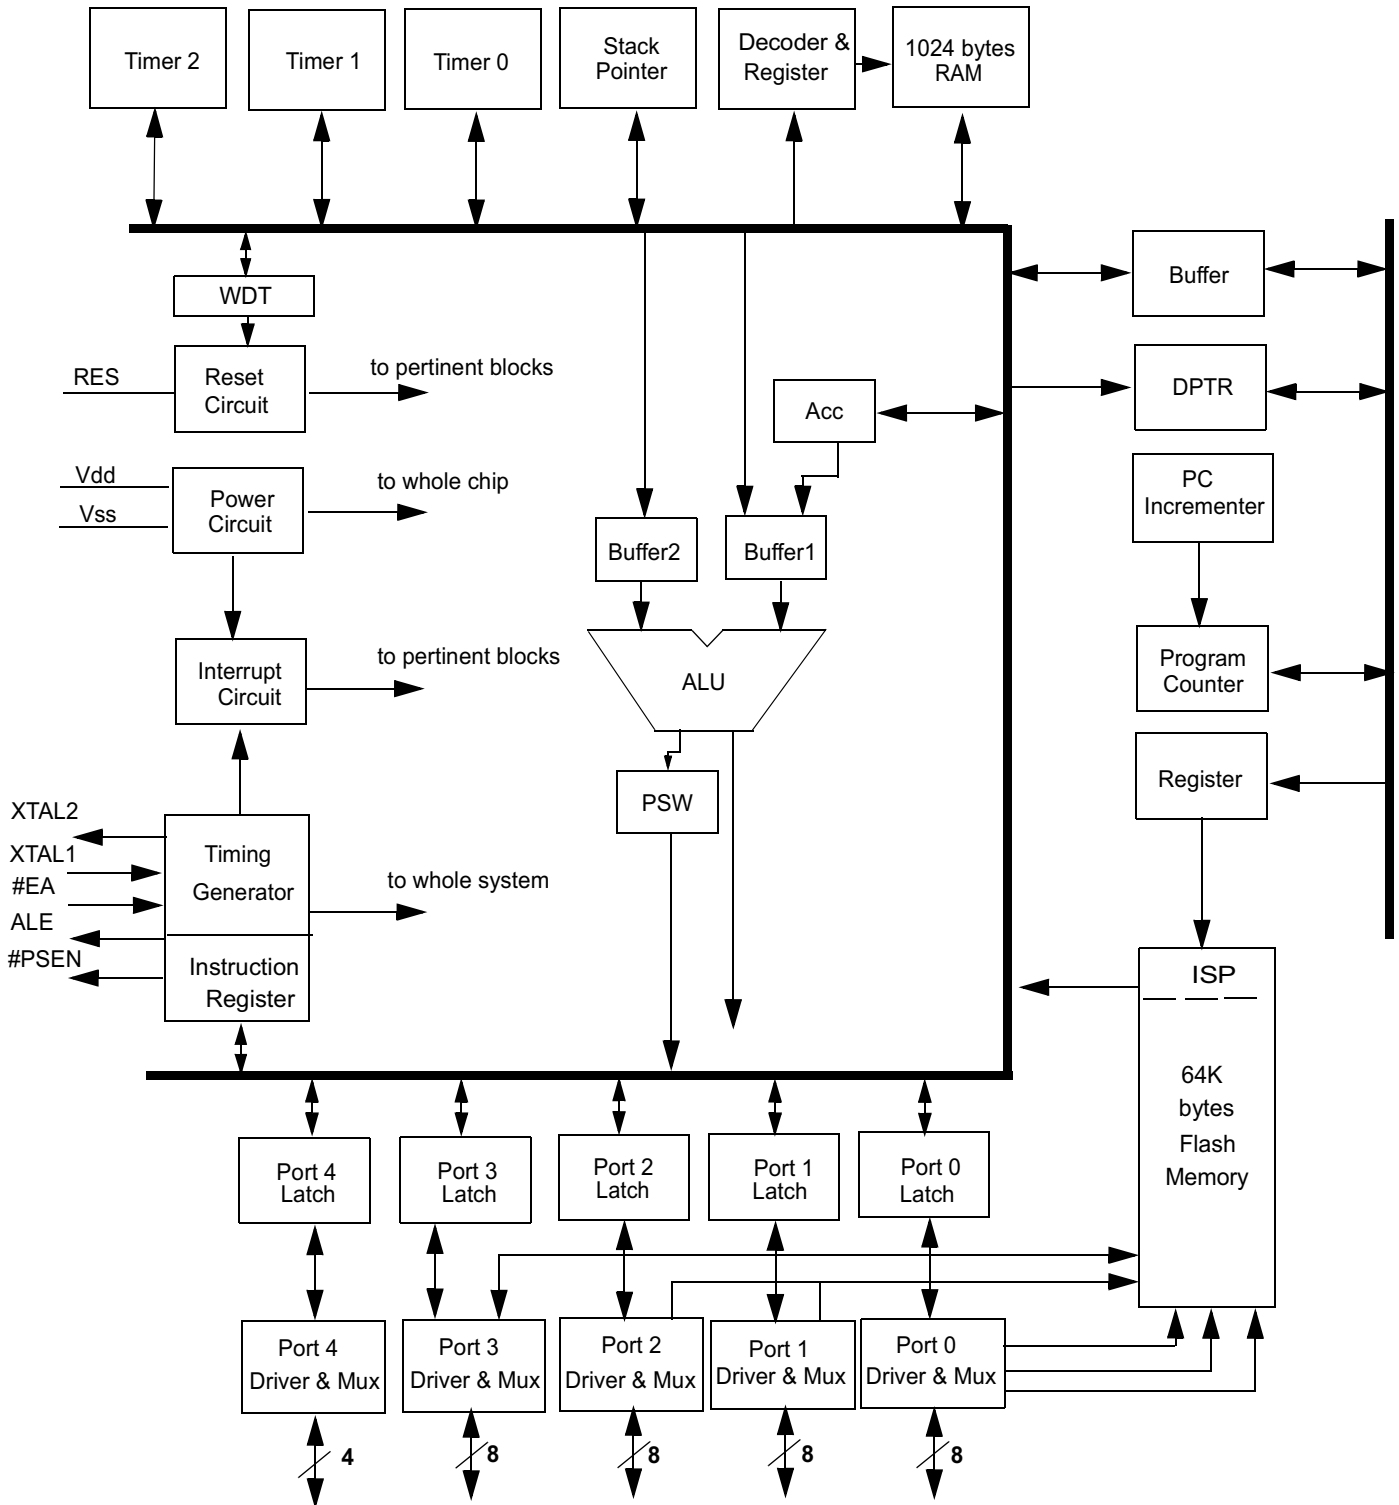 Timer 2
Timer 1
Timer 0
Stack
Pointer
Decoder &
Register
1024 bytes
RAM
WDT
RES
Reset
Circuit
to pertinent blocks
Vdd
Vss
Power
Circuit
to whole chip
Interrupt
Circuit
to pertinent blocks
XTAL2
XTAL1
#EA
ALE
#PSEN
Timing
Generator
Instruction
Register
to whole system
Acc
Buffer2
Buffer1
ALU
PSW
Buffer
DPTR
PC
Incrementer
Program
Counter
Register
ISP
64K
bytes
Flash
Memory
Port 4
Latch
Port 3
Latch
Port 2
Latch
Port 1
Latch
Port 0
Latch
Port 4
Driver & Mux
Port 3
Driver & Mux
Port 2
Driver & Mux
Port 1
Driver & Mux
Port 0
Driver & Mux
4
8
8
8
8